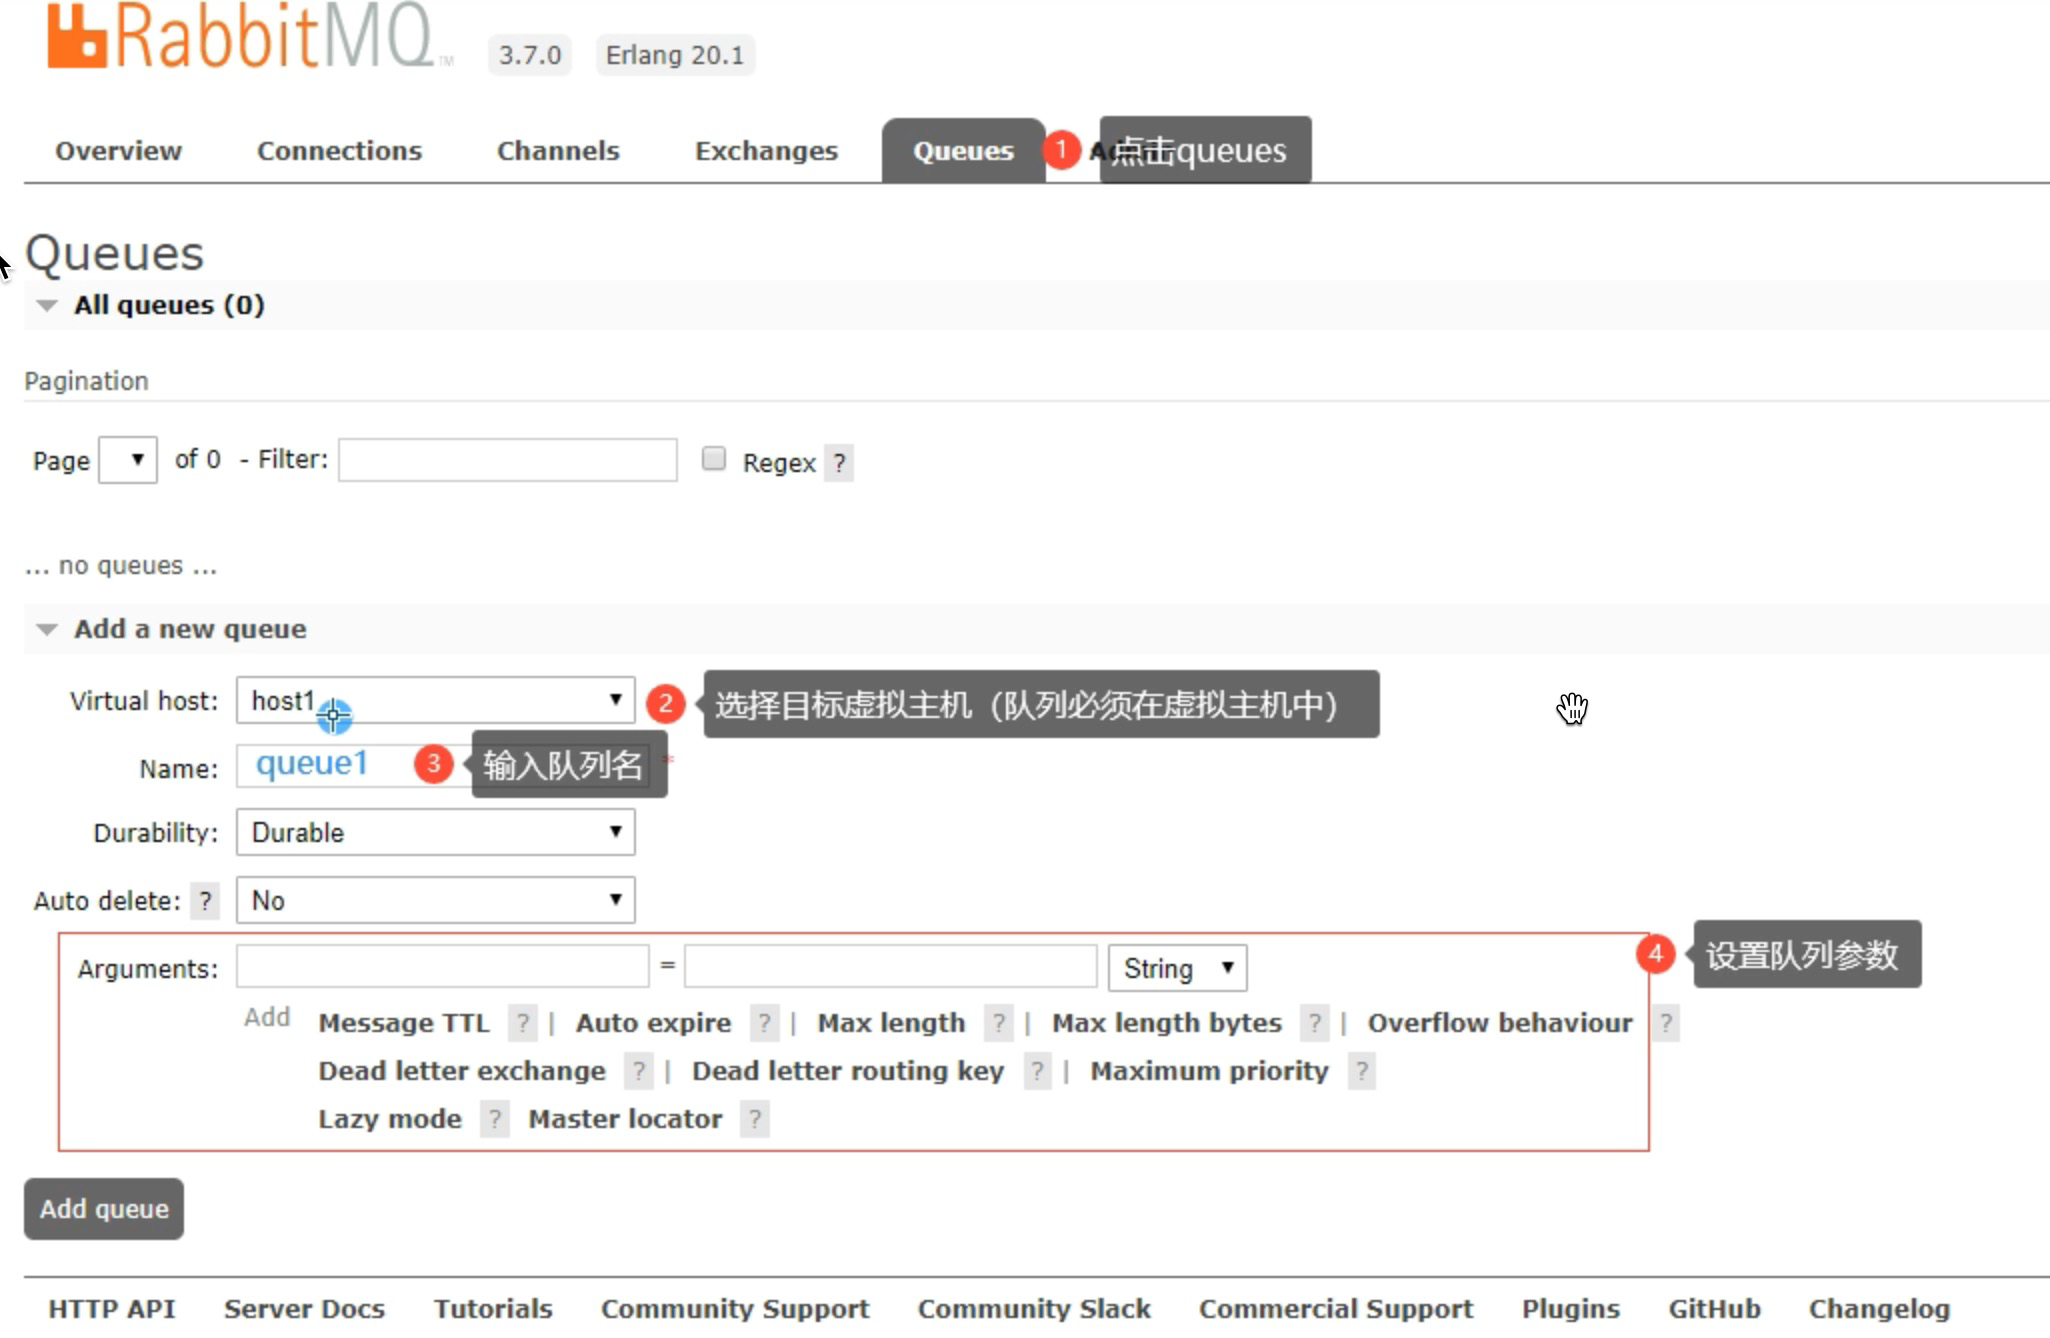 RabbitMQ TM 3.7.0 Erlang 20.1
Overview Connections Channels Exchanges Queues 1 点击queues
Queues
All queues (0)
Pagination
Page of 0 - Filter: Regex ?
... no queues ...
Add a new queue
Virtual host: host1 2 选择目标虚拟主机（队列必须在虚拟主机中）
Name: queue1 3 输入队列名 *
Durability: Durable
Auto delete: ? No
Arguments: = String 4 设置队列参数
Add Message TTL ? | Auto expire ? | Max length ? | Max length bytes ? | Overflow behaviour ?
Dead letter exchange ? | Dead letter routing key ? | Maximum priority ?
Lazy mode ? Master locator ?
Add queue
HTTP API Server Docs Tutorials Community Support Community Slack Commercial Support Plugins GitHub Changelog